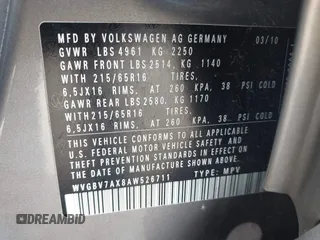 MFD BY VOLKSWAGEN AG GERMANY 03/10
GVWR LBS 4961 KG 2250
GAWR FRONT LBS 2514, KG 1140
WITH 215/65R16 TIRES,
6,5JX16 RIMS, AT 260 KPA, 38 PSI COLD
GAWR REAR LBS 2580, KG 1170
WITH 215/65R16 TIRES,
6,5JX16 RIMS, AT 260 KPA, 38 PSI COLD
THIS VEHICLE CONFORMS TO ALL APPLICABLE
U.S. FEDERAL MOTOR VEHICLE SAFETY AND
THEFT PREVENTION STANDARDS IN EFFECT ON
THE DATE OF MANUFACTURE SHOWN ABOVE
WVGBV7AX8AW526711 TYPE: MPV
DREAMBID